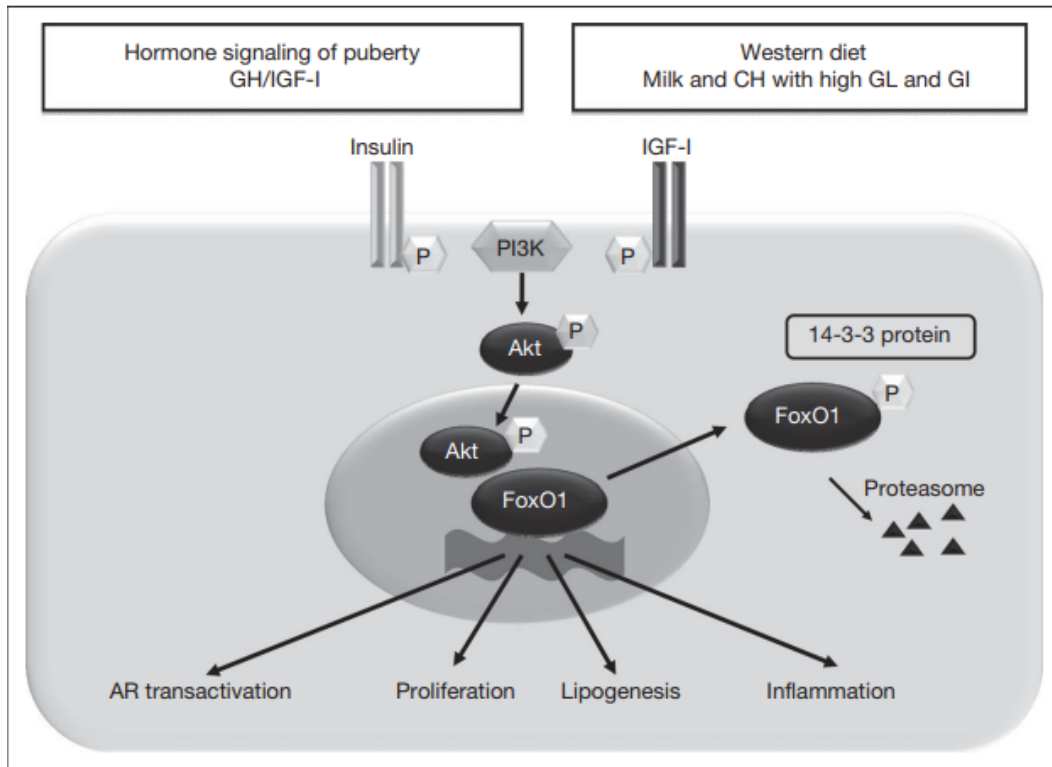 Hormone signaling of puberty
GH/IGF-I
Western diet
Milk and CH with high GL and GI
Insulin
IGF-I
P
PI3K
P
Akt
P
14-3-3 protein
Akt
P
FoxO1
FoxO1
P
Proteasome
AR transactivation
Proliferation
Lipogenesis
Inflammation